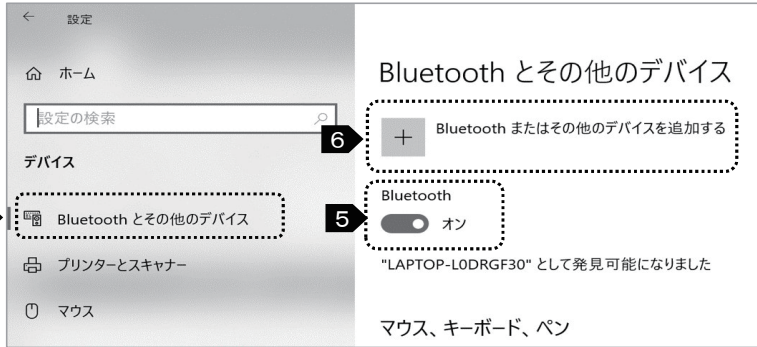 ← 設定
ホーム
設定の検索
デバイス
Bluetooth とその他のデバイス
プリンターとスキャナー
マウス
Bluetooth とその他のデバイス
6
+ Bluetooth またはその他のデバイスを追加する
Bluetooth
5
オン
"LAPTOP-L0DRGF30" として発見可能になりました
マウス、キーボード、ペン